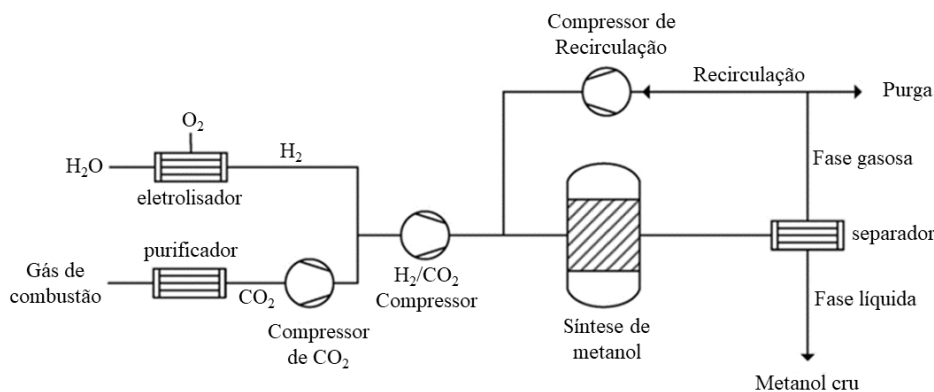 Compressor de
Recirculação
Recirculação
Purga
O₂
H₂O
H₂
Fase gasosa
eletrolisador
purificador
separador
Gás de
combustão
CO₂
H₂/CO₂
Compressor
Compressor
de CO₂
Síntese de
metanol
Fase líquida
Metanol cru